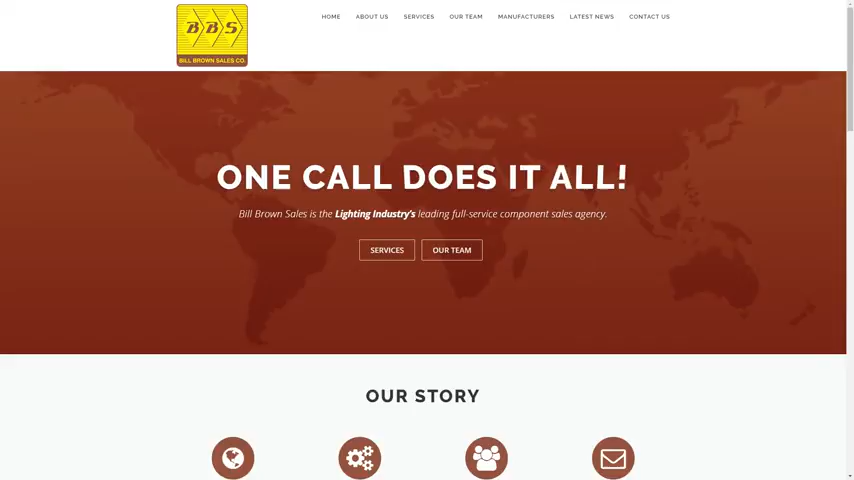 BBS
BILL BROWN SALES CO.
HOME
ABOUT US
SERVICES
OUR TEAM
MANUFACTURERS
LATEST NEWS
CONTACT US
ONE CALL DOES IT ALL!
Bill Brown Sales is the Lighting Industry's leading full-service component sales agency.
SERVICES
OUR TEAM
OUR STORY